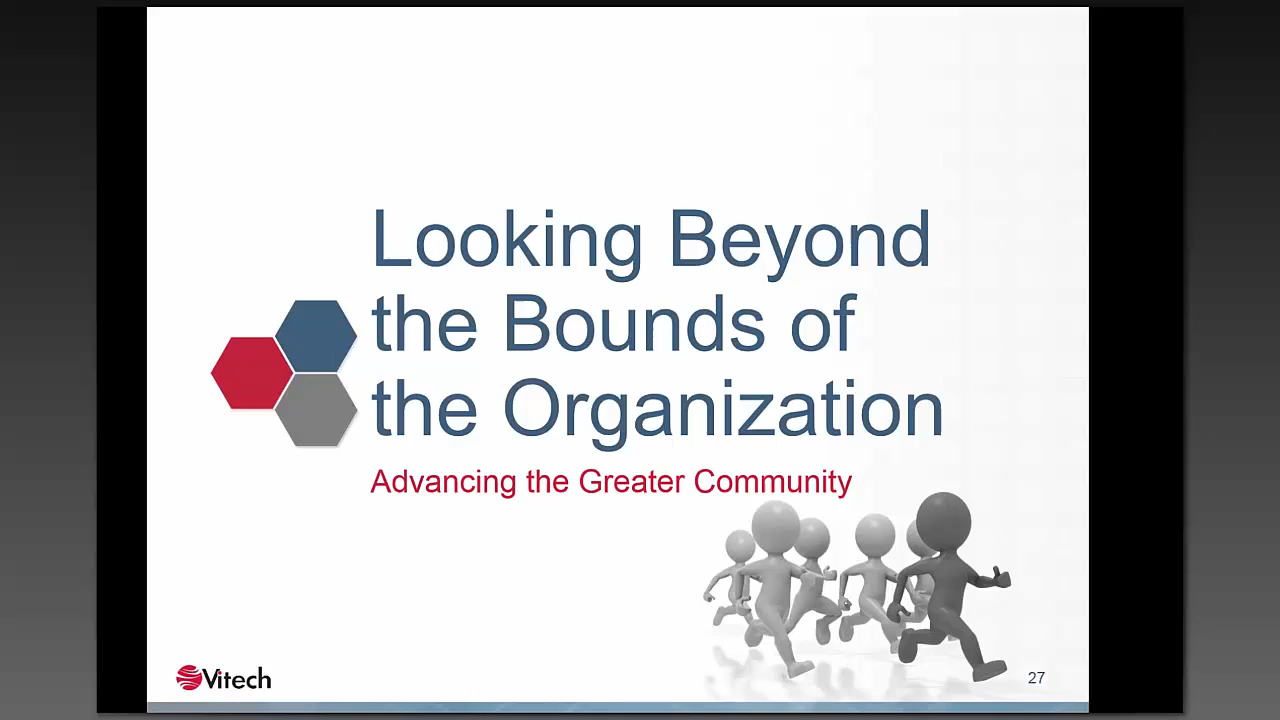 Looking Beyond
the Bounds of
the Organization
Advancing the Greater Community
Vitech
27